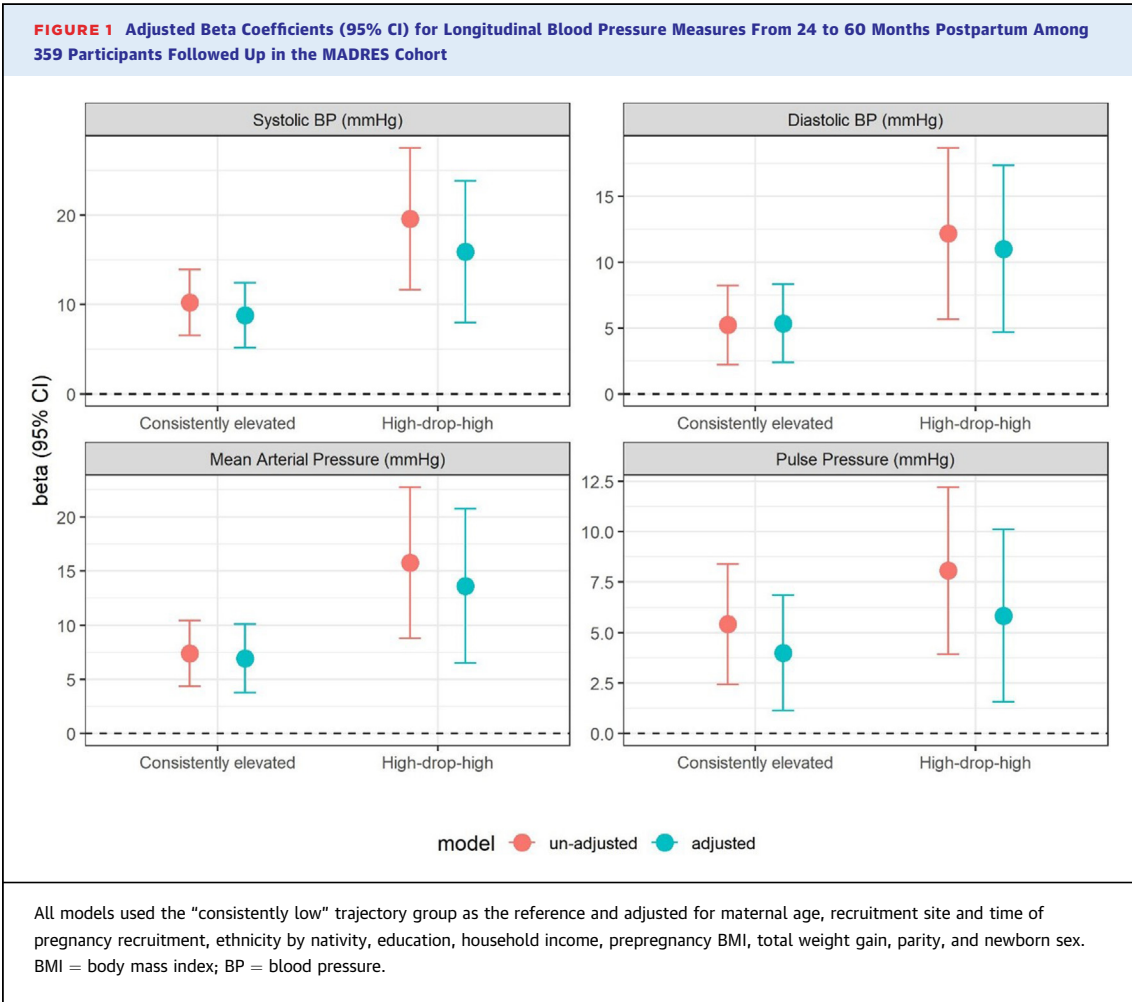 FIGURE 1 Adjusted Beta Coefficients (95% CI) for Longitudinal Blood Pressure Measures From 24 to 60 Months Postpartum Among
359 Participants Followed Up in the MADRES Cohort
Systolic BP (mmHg)
20
10
0
Consistently elevated High-drop-high
Diastolic BP (mmHg)
15
10
5
0
Consistently elevated High-drop-high
beta (95% CI)
Mean Arterial Pressure (mmHg)
20
15
10
5
0
Consistently elevated High-drop-high
Pulse Pressure (mmHg)
12.5
10.0
7.5
5.0
2.5
0.0
Consistently elevated High-drop-high
model un-adjusted adjusted
All models used the “consistently low” trajectory group as the reference and adjusted for maternal age, recruitment site and time of
pregnancy recruitment, ethnicity by nativity, education, household income, prepregnancy BMI, total weight gain, parity, and newborn sex.
BMI = body mass index; BP = blood pressure.